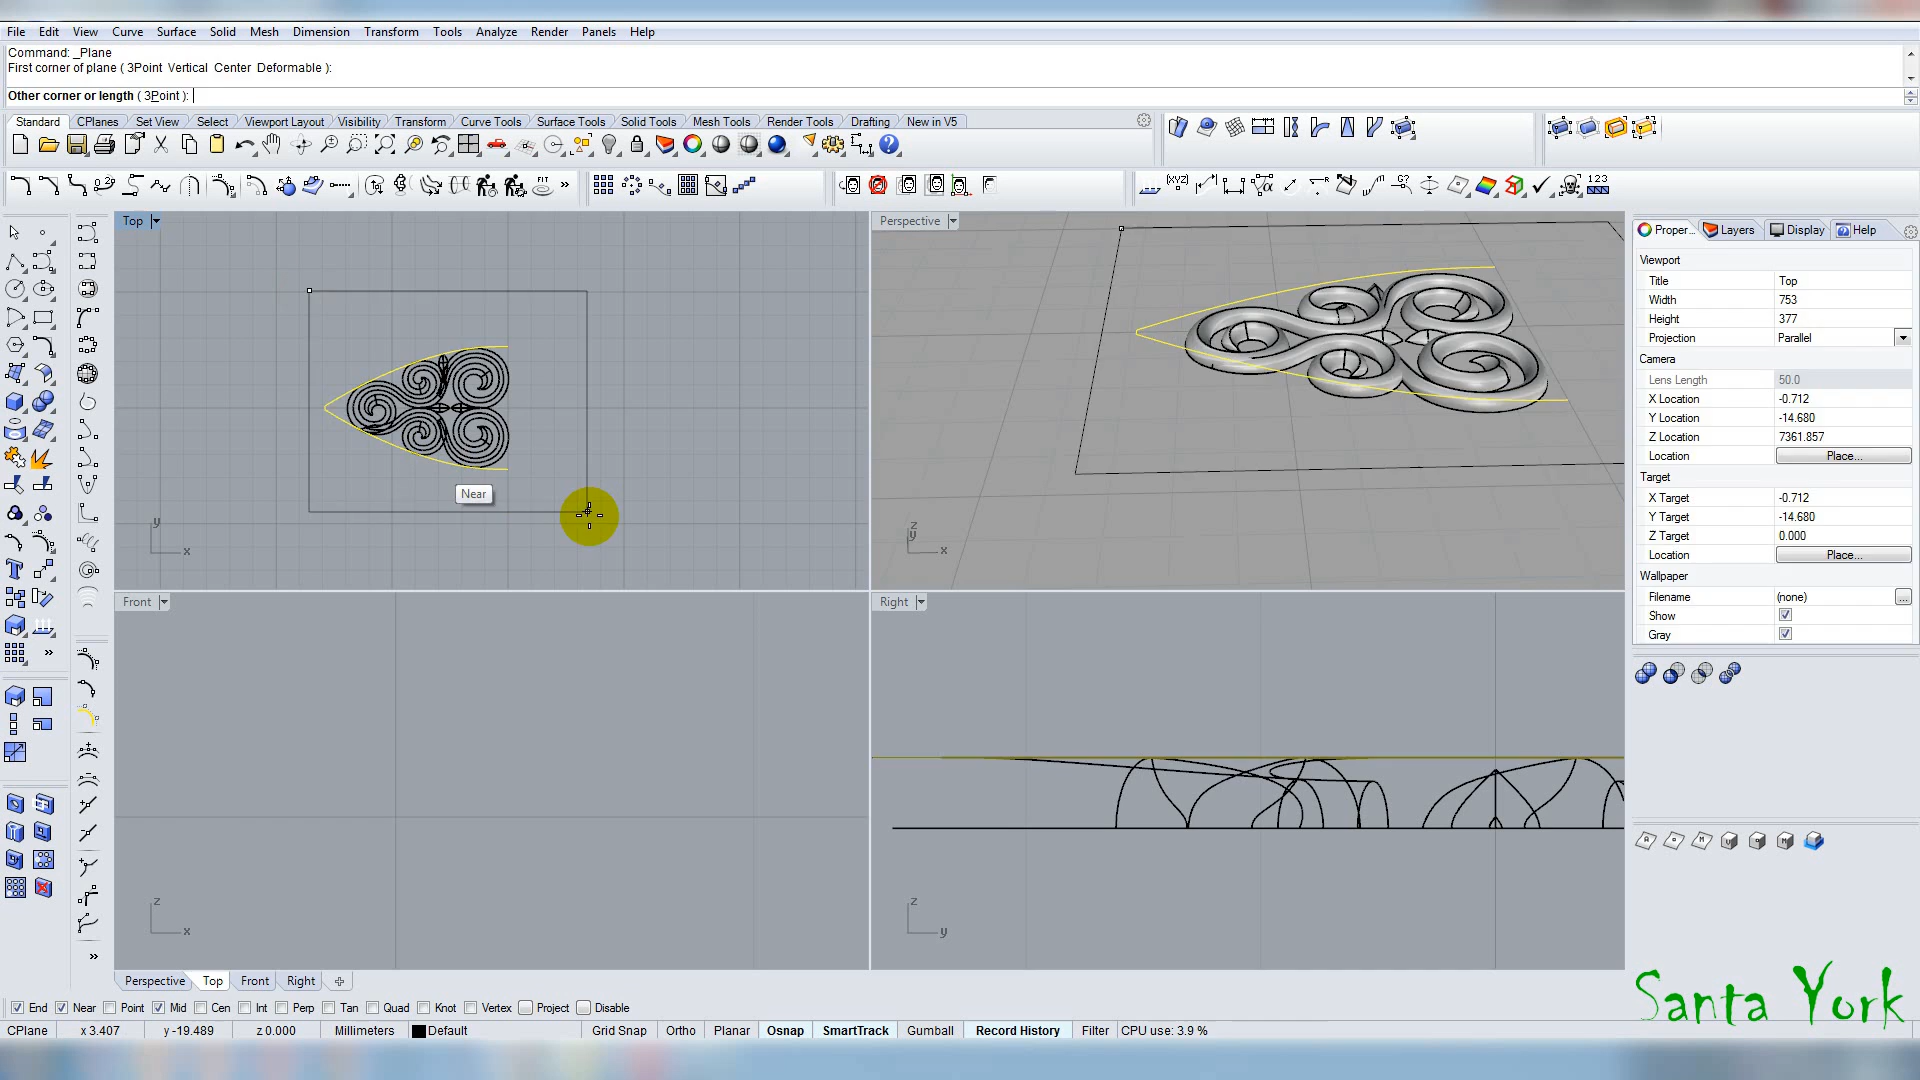 File Edit View Curve Surface Solid Mesh Dimension Transform Tools Analyze Render Panels Help
Command: _Plane
First corner of plane ( 3Point Vertical Center Deformable ):
Other corner or length ( 3Point ):
Standard CPlanes Set View Select Viewport Layout Visibility Transform Curve Tools Surface Tools Solid Tools Mesh Tools Render Tools Drafting New in V5
Top
Perspective
Proper... Layers Display Help
Viewport
Title Top
Width 753
Height 377
Projection Parallel
Camera
Lens Length 50.0
X Location -0.712
Y Location -14.680
Z Location 7361.857
Location Place...
Target
X Target -0.712
Y Target -14.680
Z Target 0.000
Location Place...
Wallpaper
Filename (none) ...
Show
Gray
Near
y
x
z
y
x
Front
Right
z
x
z
y
Perspective Top Front Right
End Near Point Mid Cen Int Perp Tan Quad Knot Vertex Project Disable
CPlane x 3.407 y -19.489 z 0.000 Millimeters Default Grid Snap Ortho Planar Osnap SmartTrack Gumball Record History Filter CPU use: 3.9 %
Santa York